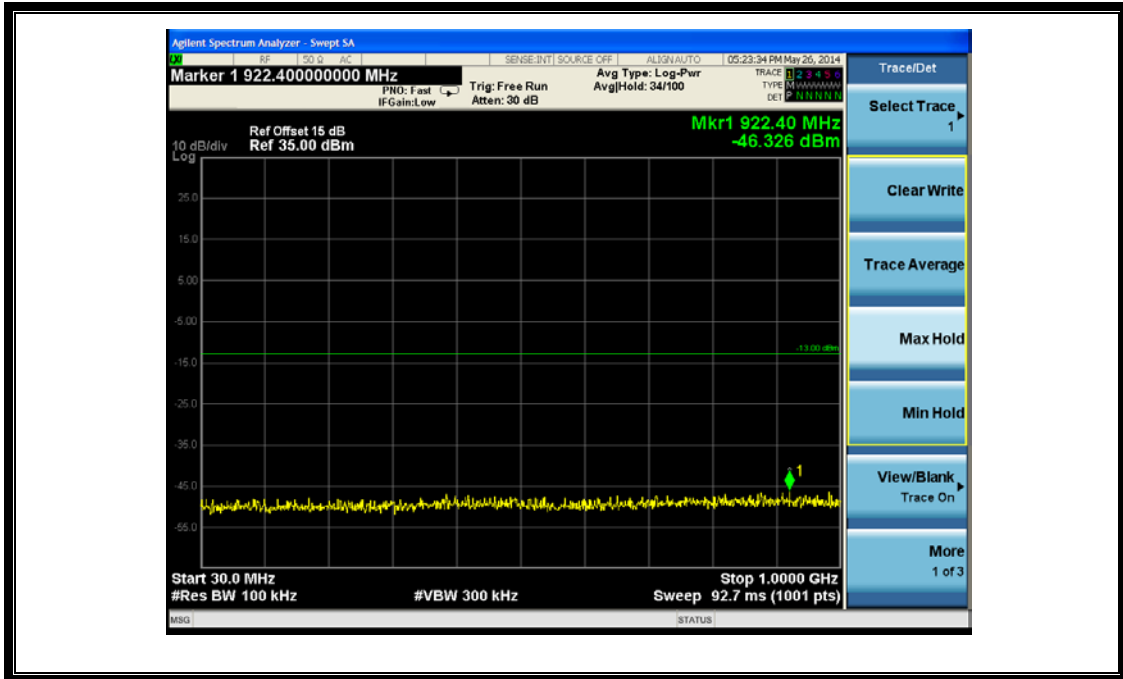 Agilent Spectrum Analyzer - Swept SA
RF 50 Ω AC SENSE:INT SOURCE OFF ALIGNAUTO 05:23:34 PM May 26, 2014
Marker 1 922.400000000 MHz
PNO: Fast
IFGain:Low
Trig: Free Run
Atten: 30 dB
Avg Type: Log-Pwr
Avg|Hold: 34/100
TRACE 1 2 3 4 5 6
TYPE M
DET P N N N N N
Mkr1 922.40 MHz
-46.326 dBm
Ref Offset 15 dB
10 dB/div Ref 35.00 dBm
Log
25.0
15.0
5.00
-5.00
-13.00 dBm
-15.0
-25.0
-35.0
1
-45.0
-55.0
Start 30.0 MHz Stop 1.0000 GHz
#Res BW 100 kHz #VBW 300 kHz Sweep 92.7 ms (1001 pts)
MSG STATUS
Trace/Det
Select Trace
1
Clear Write
Trace Average
Max Hold
Min Hold
View/Blank
Trace On
More
1 of 3